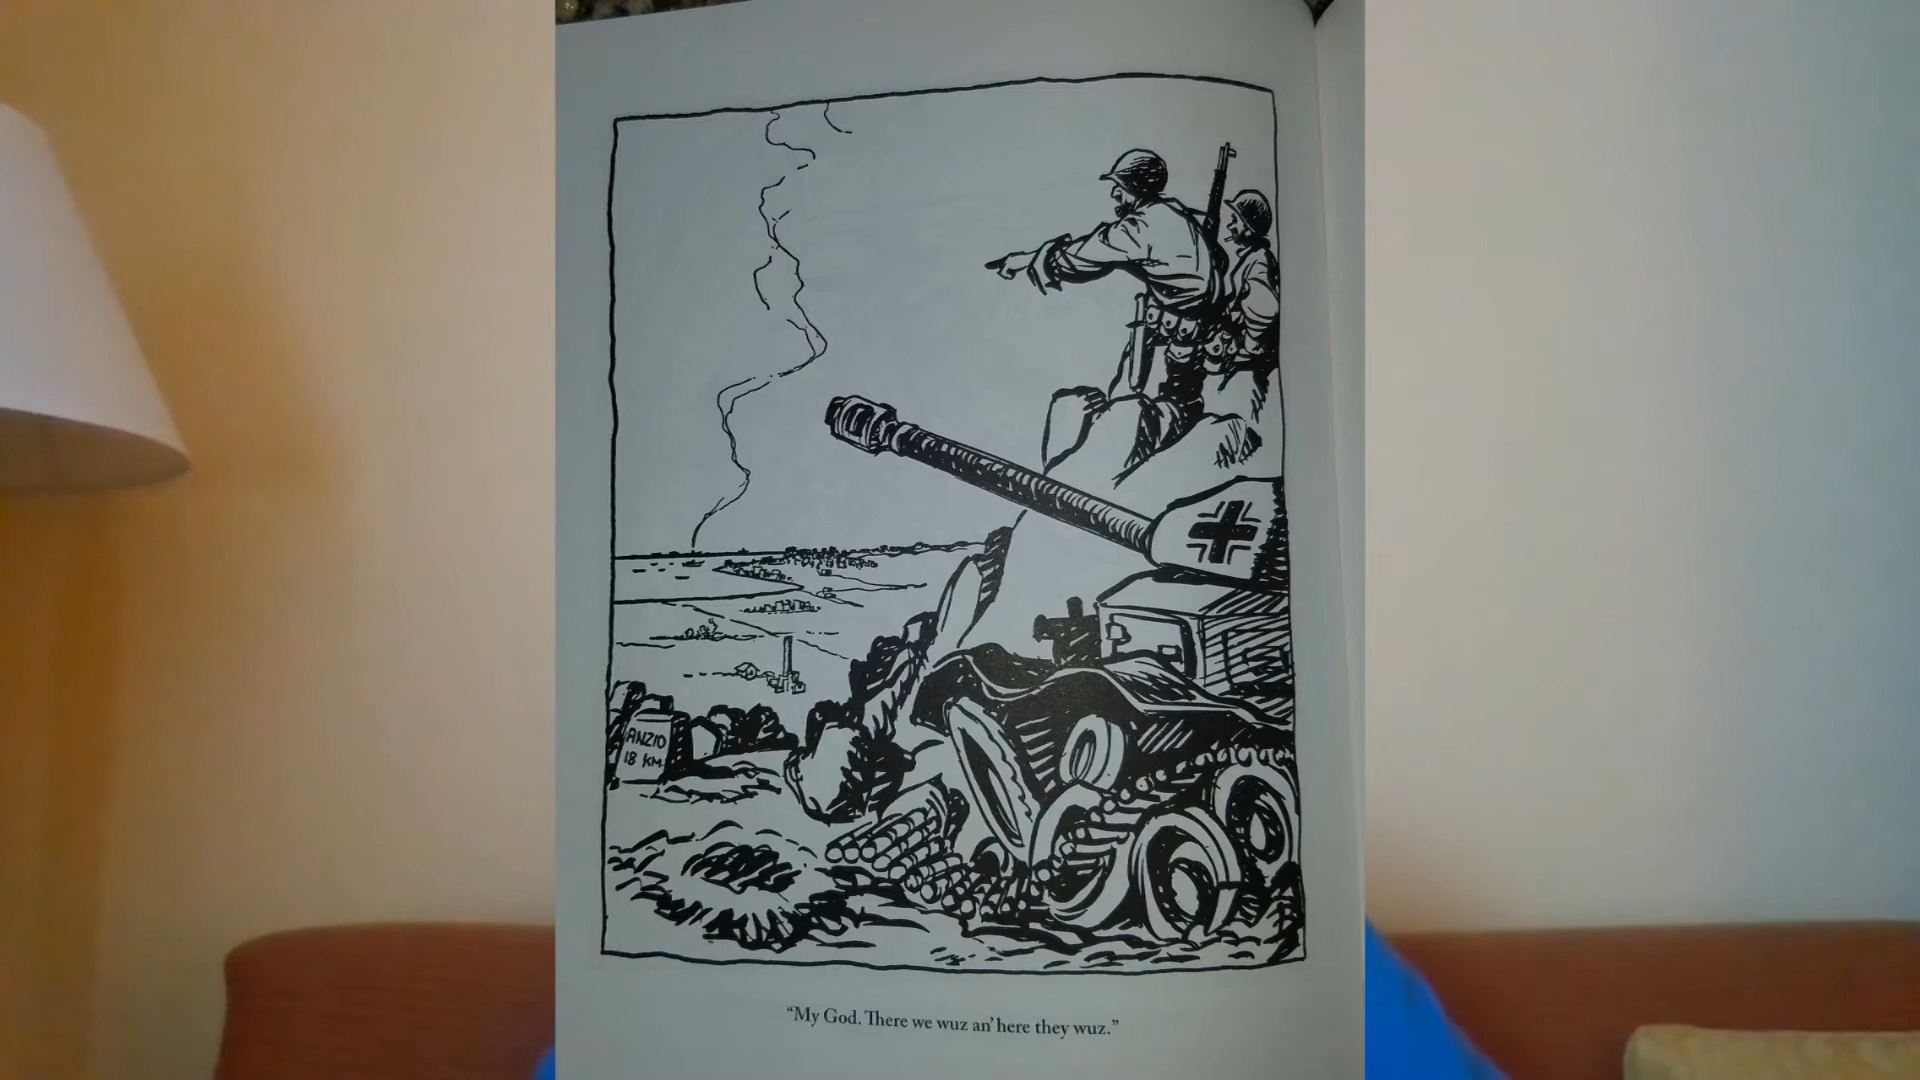 ANZIO
18 KM.
“My God. There we wuz an’ here they wuz.”